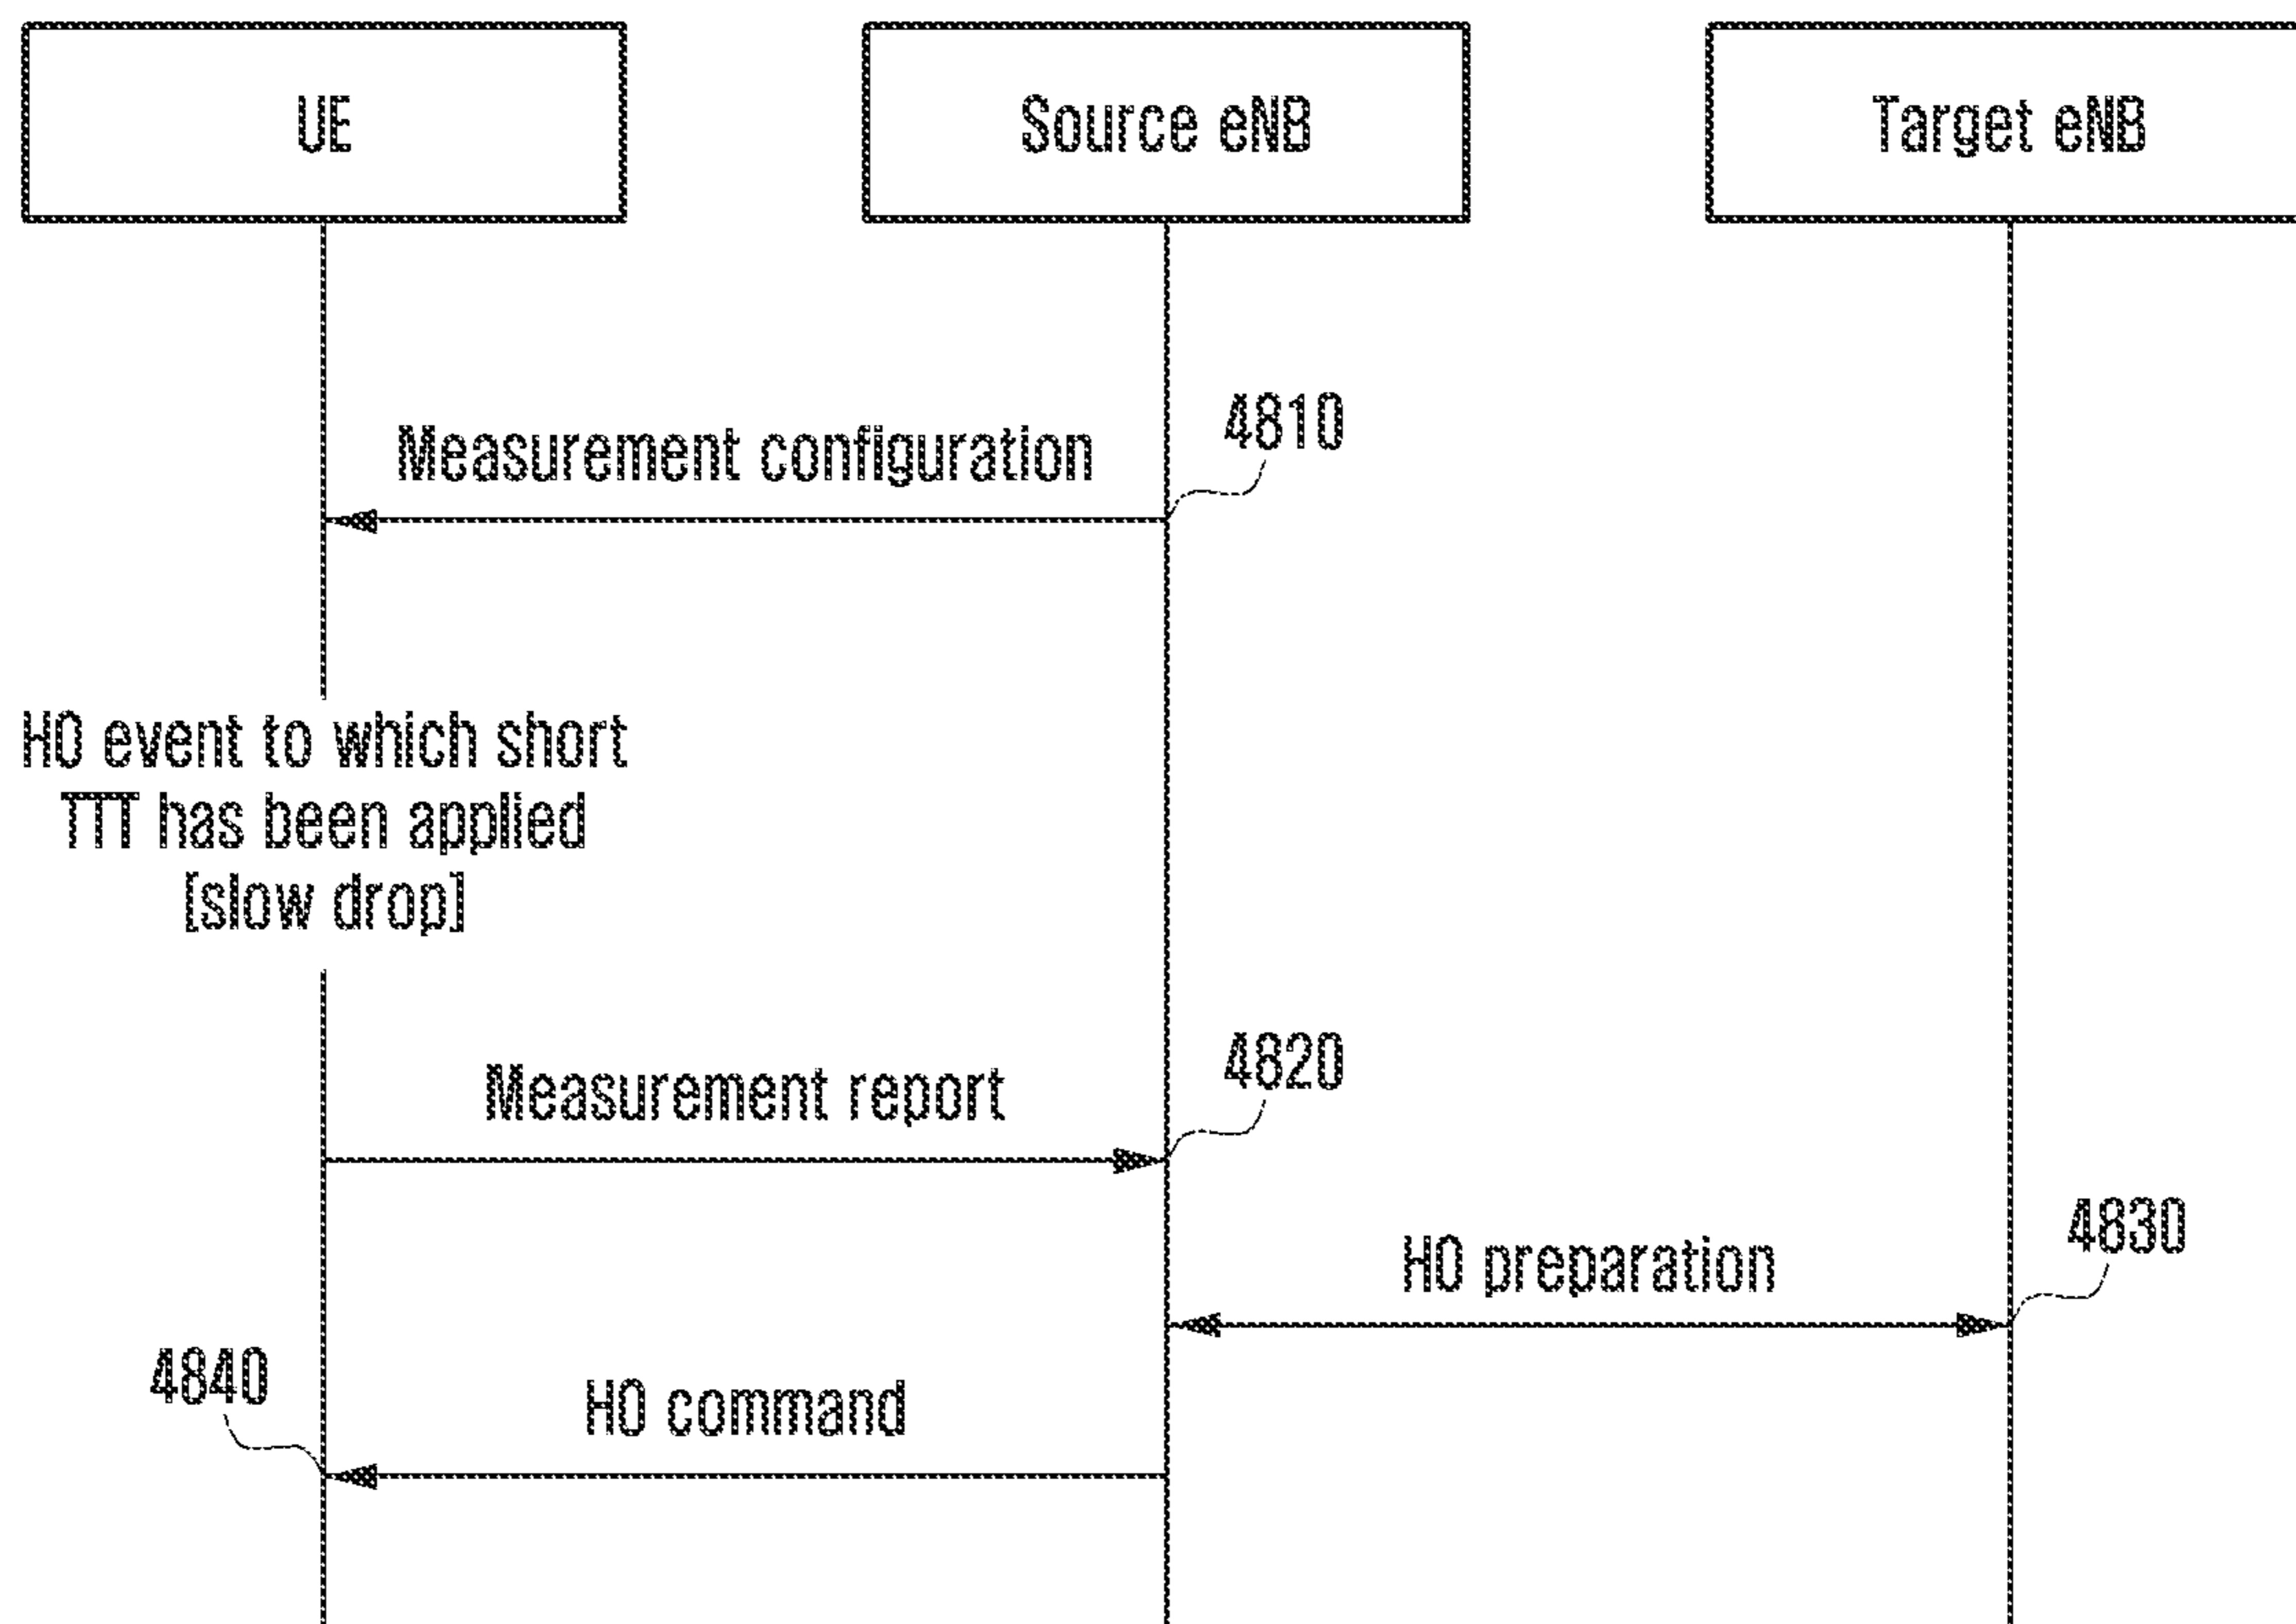 UE
Source eNB
Target eNB
4810
Measurement configuration
HO event to which short
TTT has been applied
[slow drop]
4820
Measurement report
4830
HO preparation
4840
HO command